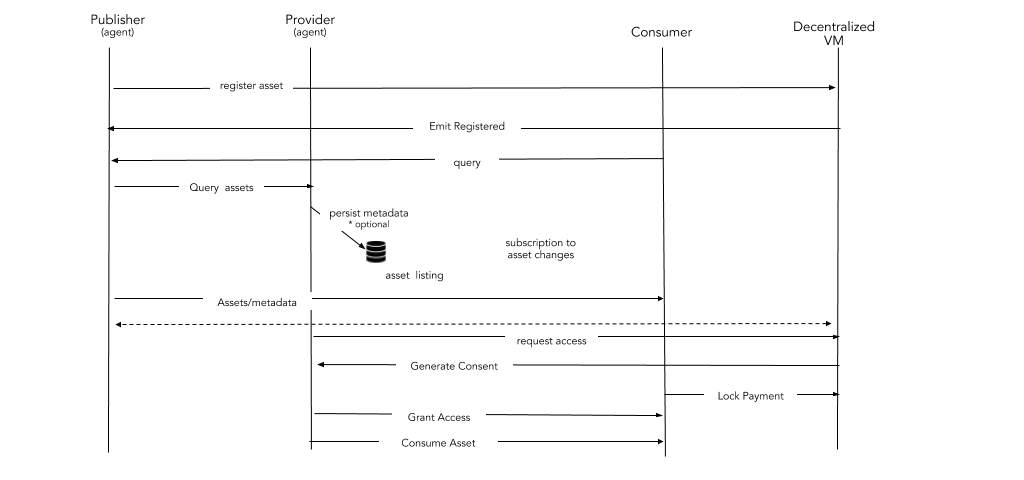 Publisher
(agent)
Provider
(agent)
Consumer
Decentralized
VM
register asset
Emit Registered
query
Query assets
persist metadata
* optional
subscription to
asset changes
asset listing
Assets/metadata
request access
Generate Consent
Lock Payment
Grant Access
Consume Asset